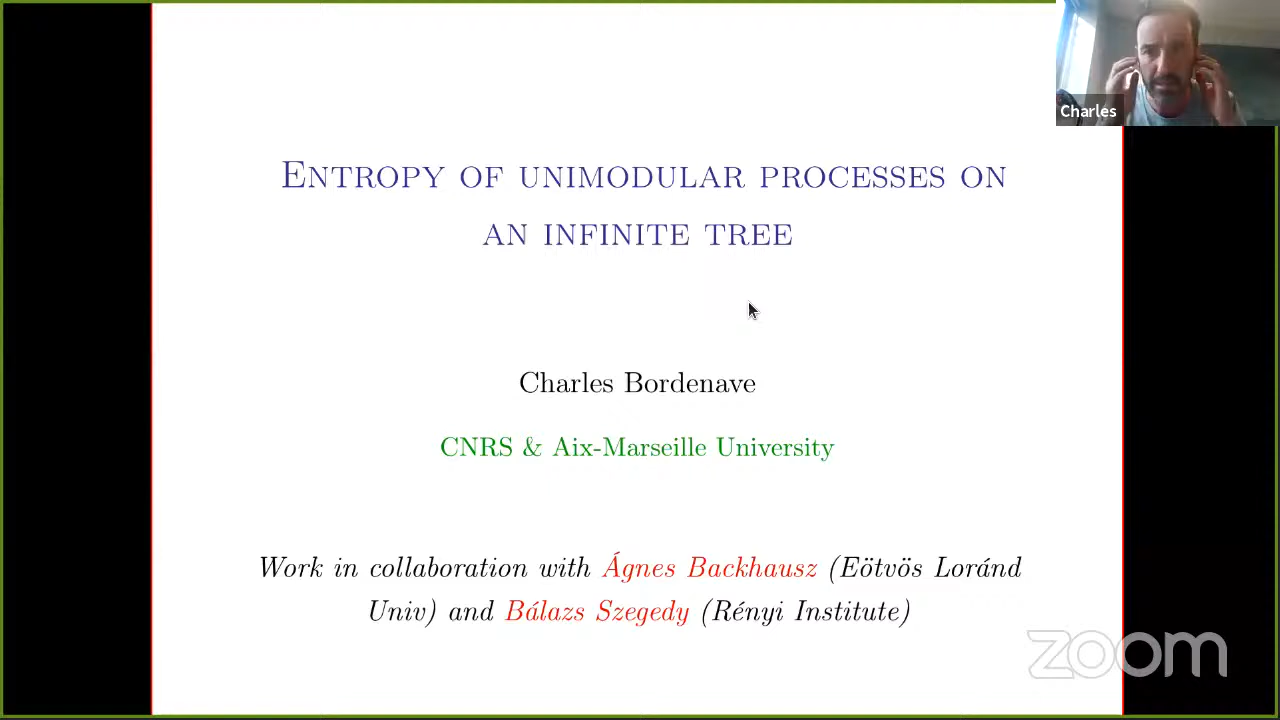 Charles
ENTROPY OF UNIMODULAR PROCESSES ON
AN INFINITE TREE
Charles Bordenave
CNRS & Aix-Marseille University
Work in collaboration with Ágnes Backhausz (Eötvös Loránd
Univ) and Bálazs Szegedy (Rényi Institute)
zoom